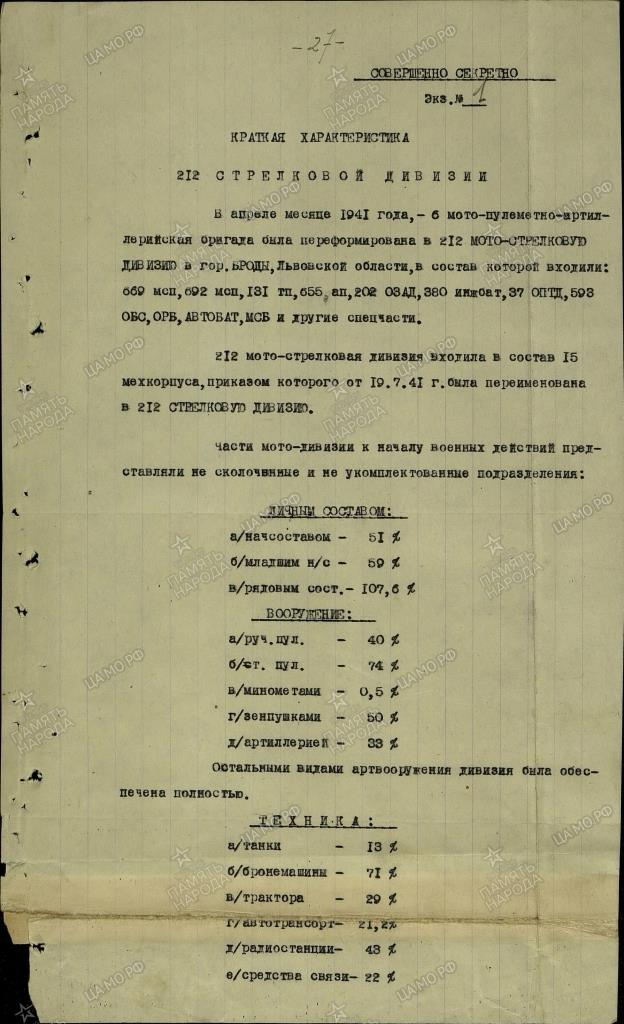 -27-
СОВЕРШЕННО СЕКРЕТНО
Экз.№ 1
КРАТКАЯ ХАРАКТЕРИСТИКА
212 СТРЕЛКОВОЙ ДИВИЗИИ
В апреле месяце 1941 года,- 6 мото-пулеметно-артил-
лерийская бригада была переформирована в 212 МОТО-СТРЕЛКОВУЮ
ДИВИЗИЮ в гор.БРОДЫ,Львовской области,в состав которой входили:
669 мсп,692 мсп,131 тп,655 ап,202 ОЗАД,380 инжбат,37 ОПТД,593
ОБС,ОРБ,АВТОБАТ,МСБ и другие спецчасти.
212 мото-стрелковая дивизия входила в состав 15
мехкорпуса,приказом которого от 19.7.41 г.была переименована
в 212 СТРЕЛКОВУЮ ДИВИЗИЮ.
Части мото-дивизии к началу военных действий пред-
ставляли не сколоченные и не укомплектованные подразделения:
ЛИЧНЫМ СОСТАВОМ:
а/начсоставом - 51 %
б/младшим н/с - 59 %
в/рядовым сост.- 107,6 %
ВООРУЖЕНИЕ:
а/руч.пул. - 40 %
б/ст. пул. - 74 %
в/минометами - 0,5 %
г/зенпушками - 50 %
д/артиллерией - 33 %
Остальными видами артвооружения дивизия была обес-
печена полностью.
ТЕХНИКА:
а/танки - 13 %
б/бронемашины - 71 %
в/трактора - 29 %
г/автотранспорт- 21,2%
д/радиостанции- 43 %
е/средства связи- 22 %
ЦАМО.РФ
ПАМЯТЬ
НАРОДА